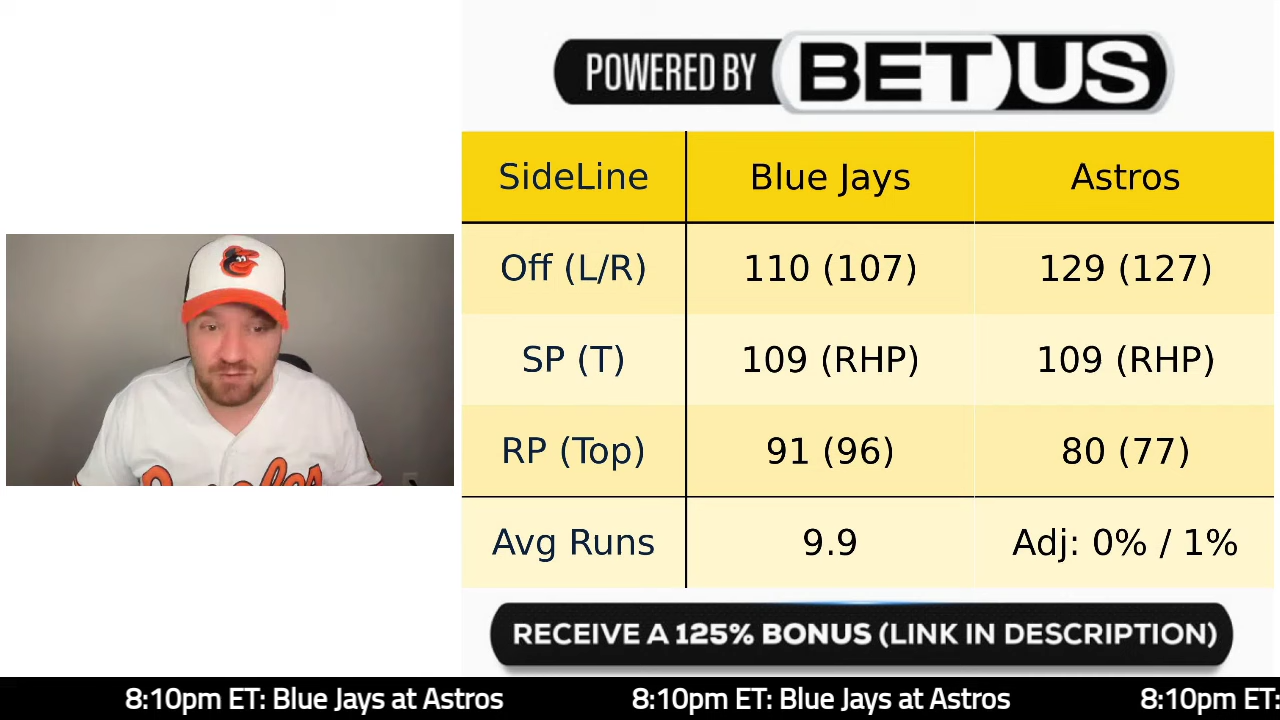 POWERED BY BETUS
SideLine Blue Jays Astros
Off (L/R) 110 (107) 129 (127)
SP (T) 109 (RHP) 109 (RHP)
RP (Top) 91 (96) 80 (77)
Avg Runs 9.9 Adj: 0% / 1%
RECEIVE A 125% BONUS (LINK IN DESCRIPTION)
8:10pm ET: Blue Jays at Astros 8:10pm ET: Blue Jays at Astros 8:10pm ET: